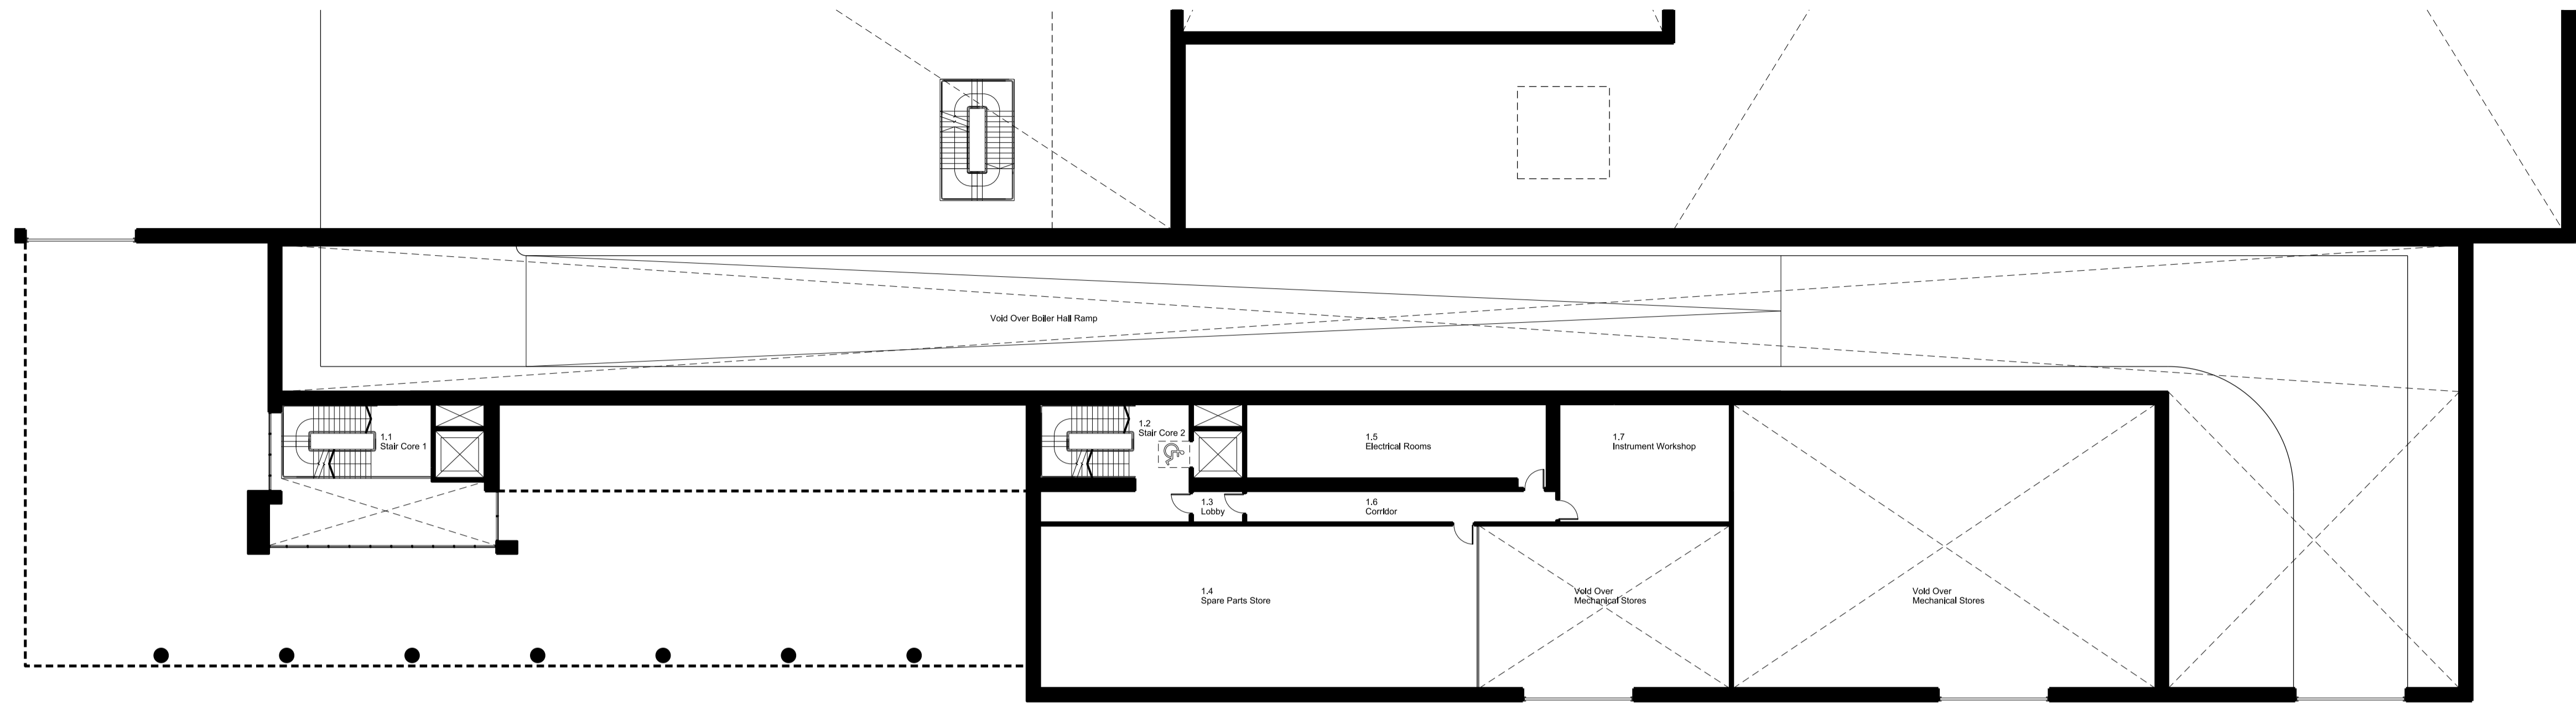 Void Over Boiler Hall Ramp
1.1
Stair Core 1
1.2
Stair Core 2
1.5
Electrical Rooms
1.7
Instrument Workshop
1.3
Lobby
1.6
Corridor
1.4
Spare Parts Store
Void Over
Mechanical Stores
Void Over
Mechanical Stores